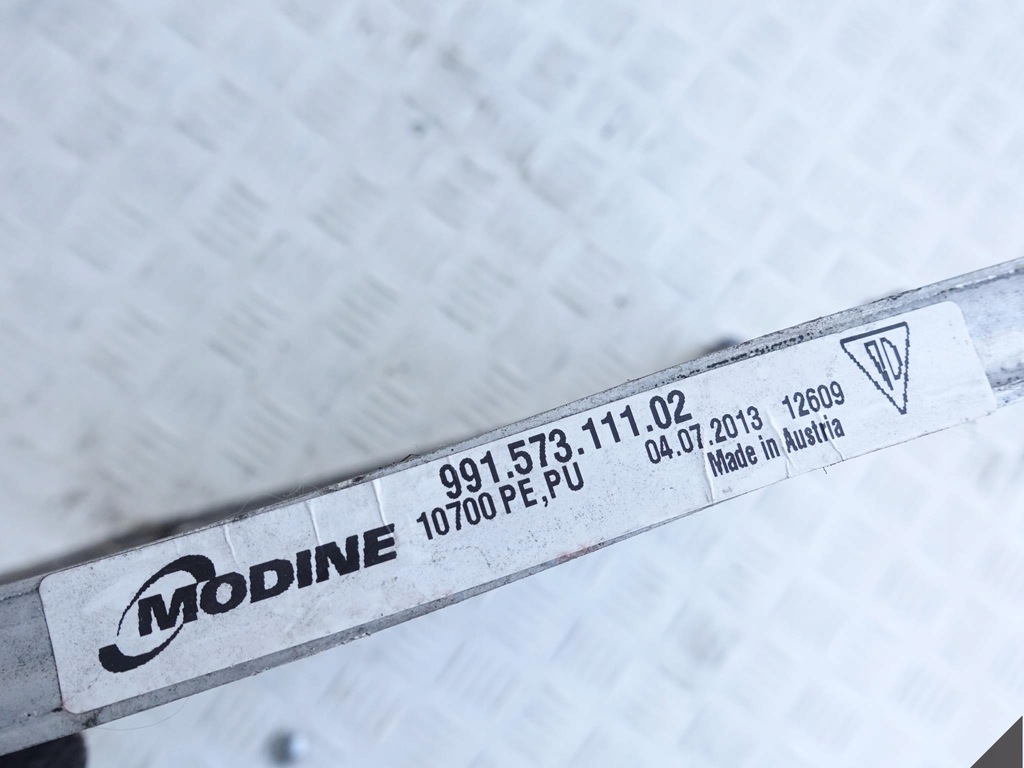 MODINE
991.573.111.02
10700 PE,PU
04.07.2013 12609
Made in Austria